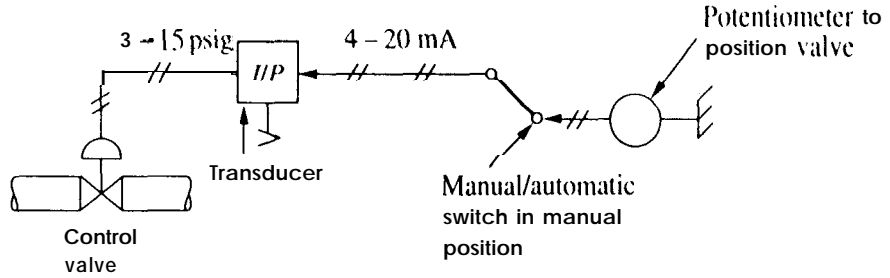 Potentiometer to
position valve
3 - 15 psig
I/P
4 - 20 mA
Transducer
Manual/automatic
switch in manual
position
Control
valve